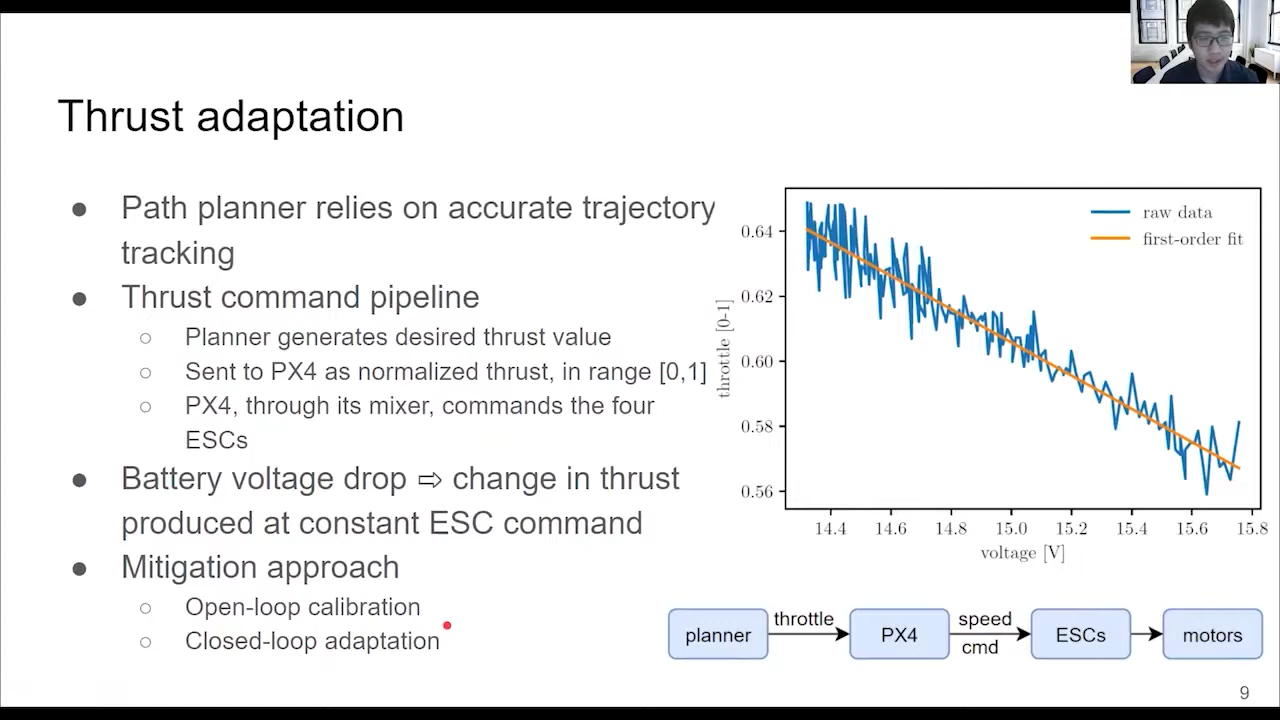 Thrust adaptation
● Path planner relies on accurate trajectory
tracking
● Thrust command pipeline
○ Planner generates desired thrust value
○ Sent to PX4 as normalized thrust, in range [0,1]
○ PX4, through its mixer, commands the four
ESCs
● Battery voltage drop ⇨ change in thrust
produced at constant ESC command
● Mitigation approach
○ Open-loop calibration
○ Closed-loop adaptation
raw data
first-order fit
throttle [0-1]
0.64
0.62
0.60
0.58
0.56
14.4 14.6 14.8 15.0 15.2 15.4 15.6 15.8
voltage [V]
planner throttle PX4 speed cmd ESCs motors
9